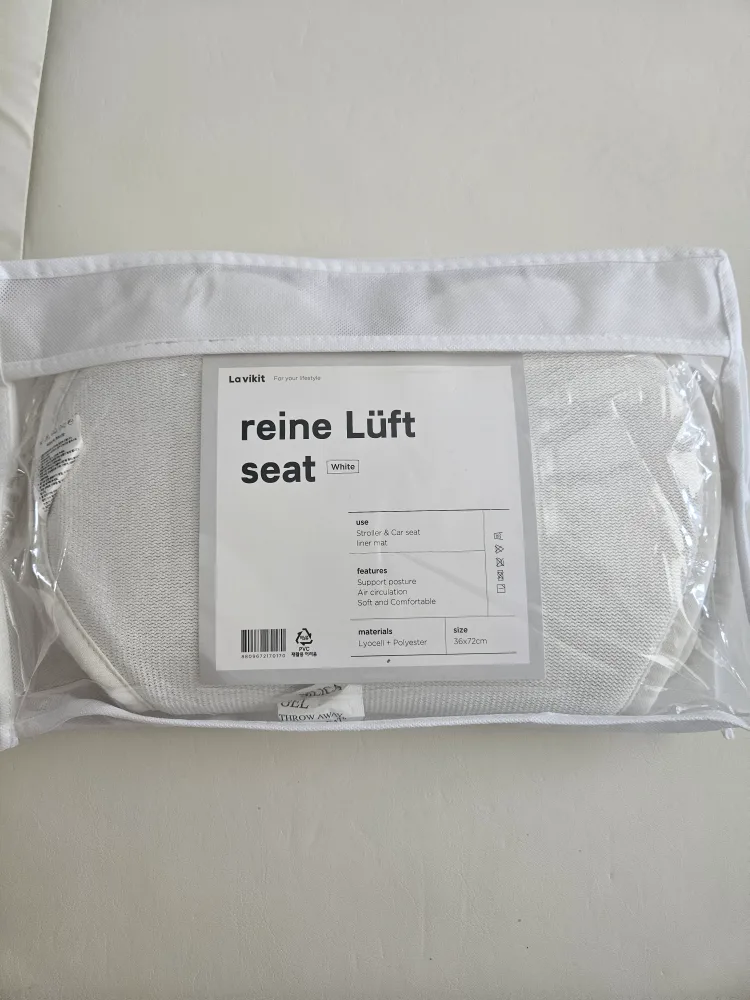 Lavikit For your lifestyle
reine Lüft
seat White
use
Stroller & Car seat
liner mat
features
Support posture
Air circulation
Soft and Comfortable
materials
Lyocell + Polyester
size
36x72cm
PVC
GEL
THROW AWAY